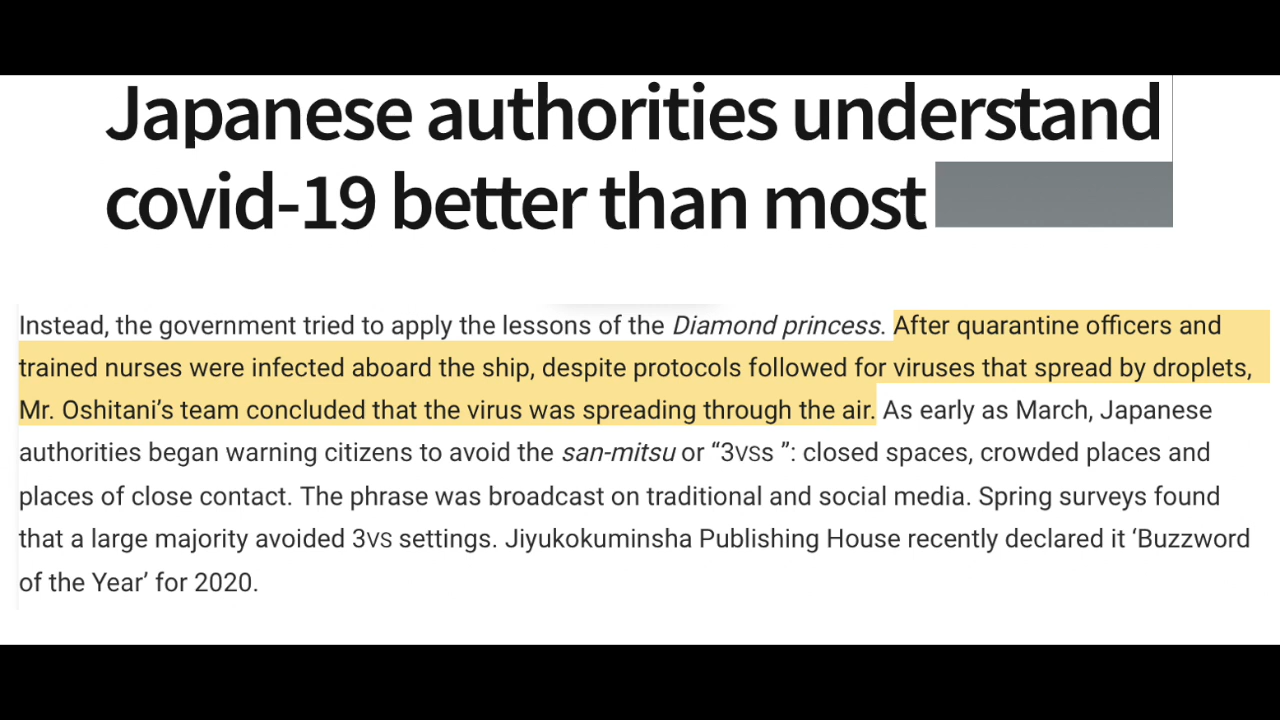 Japanese authorities understand
covid-19 better than most
Instead, the government tried to apply the lessons of the Diamond princess. After quarantine officers and
trained nurses were infected aboard the ship, despite protocols followed for viruses that spread by droplets,
Mr. Oshitani’s team concluded that the virus was spreading through the air. As early as March, Japanese
authorities began warning citizens to avoid the san-mitsu or “3VSs ”: closed spaces, crowded places and
places of close contact. The phrase was broadcast on traditional and social media. Spring surveys found
that a large majority avoided 3VS settings. Jiyukokuminsha Publishing House recently declared it ‘Buzzword
of the Year’ for 2020.